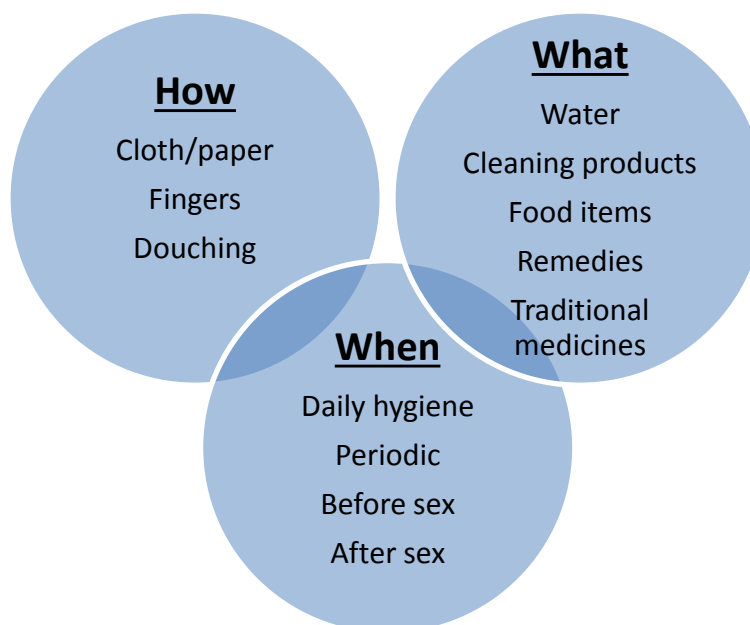 How
Cloth/paper
Fingers
Douching
What
Water
Cleaning products
Food items
Remedies
Traditional
medicines
When
Daily hygiene
Periodic
Before sex
After sex